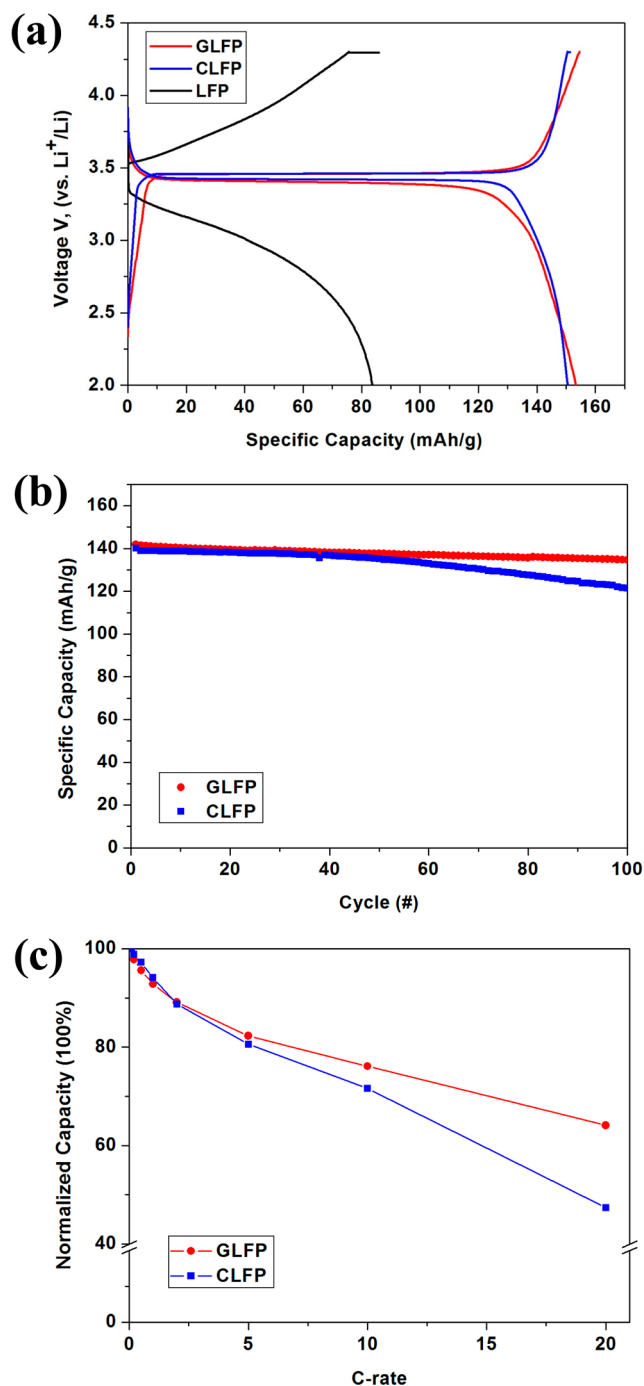 (a)
4.5
4.0
3.5
3.0
2.5
2.0
Voltage V, (vs. Li+/Li)
GLFP
CLFP
LFP
0 20 40 60 80 100 120 140 160
Specific Capacity (mAh/g)
(b)
160
140
120
100
80
60
40
20
0
Specific Capacity (mAh/g)
GLFP
CLFP
0 20 40 60 80 100
Cycle (#)
(c)
100
80
60
40
0
Normalized Capacity (100%)
GLFP
CLFP
0 5 10 15 20
C-rate